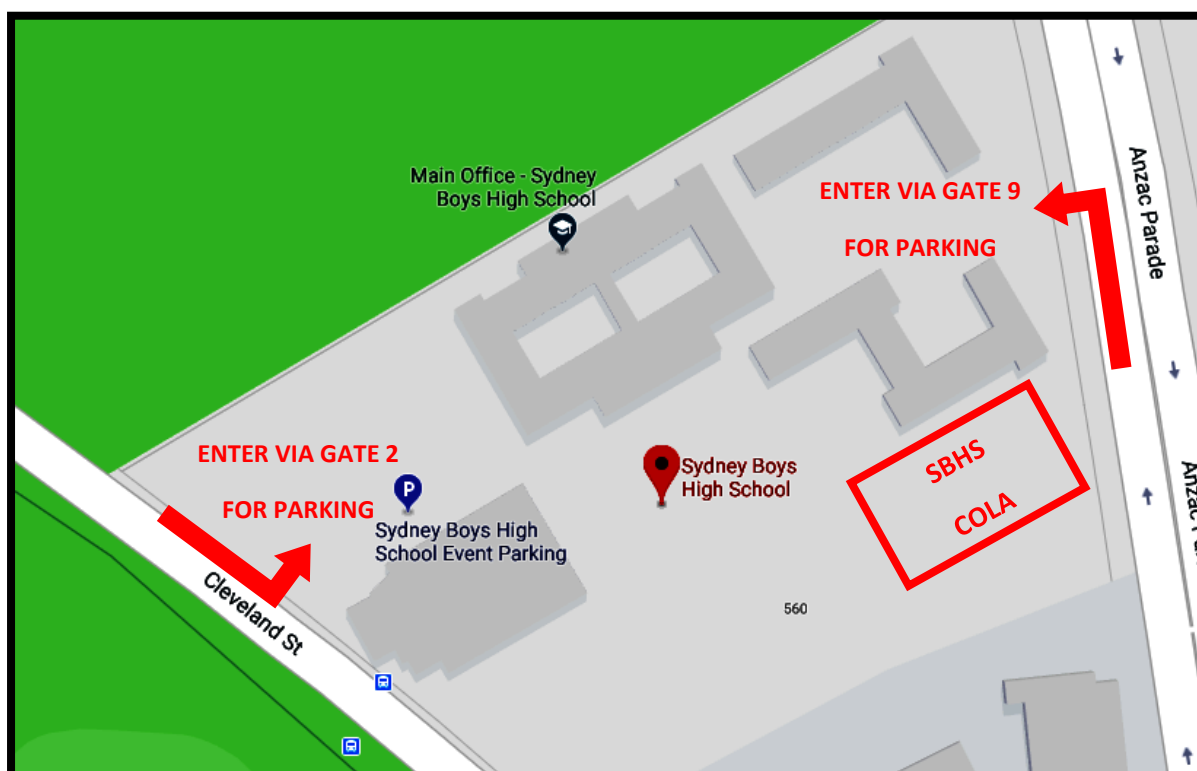 Main Office - Sydney
Boys High School
ENTER VIA GATE 9
FOR PARKING
Anzac Parade
ENTER VIA GATE 2
FOR PARKING
P
Sydney Boys High
School Event Parking
Sydney Boys
High School
SBHS
COLA
Cleveland St
560
Anzac